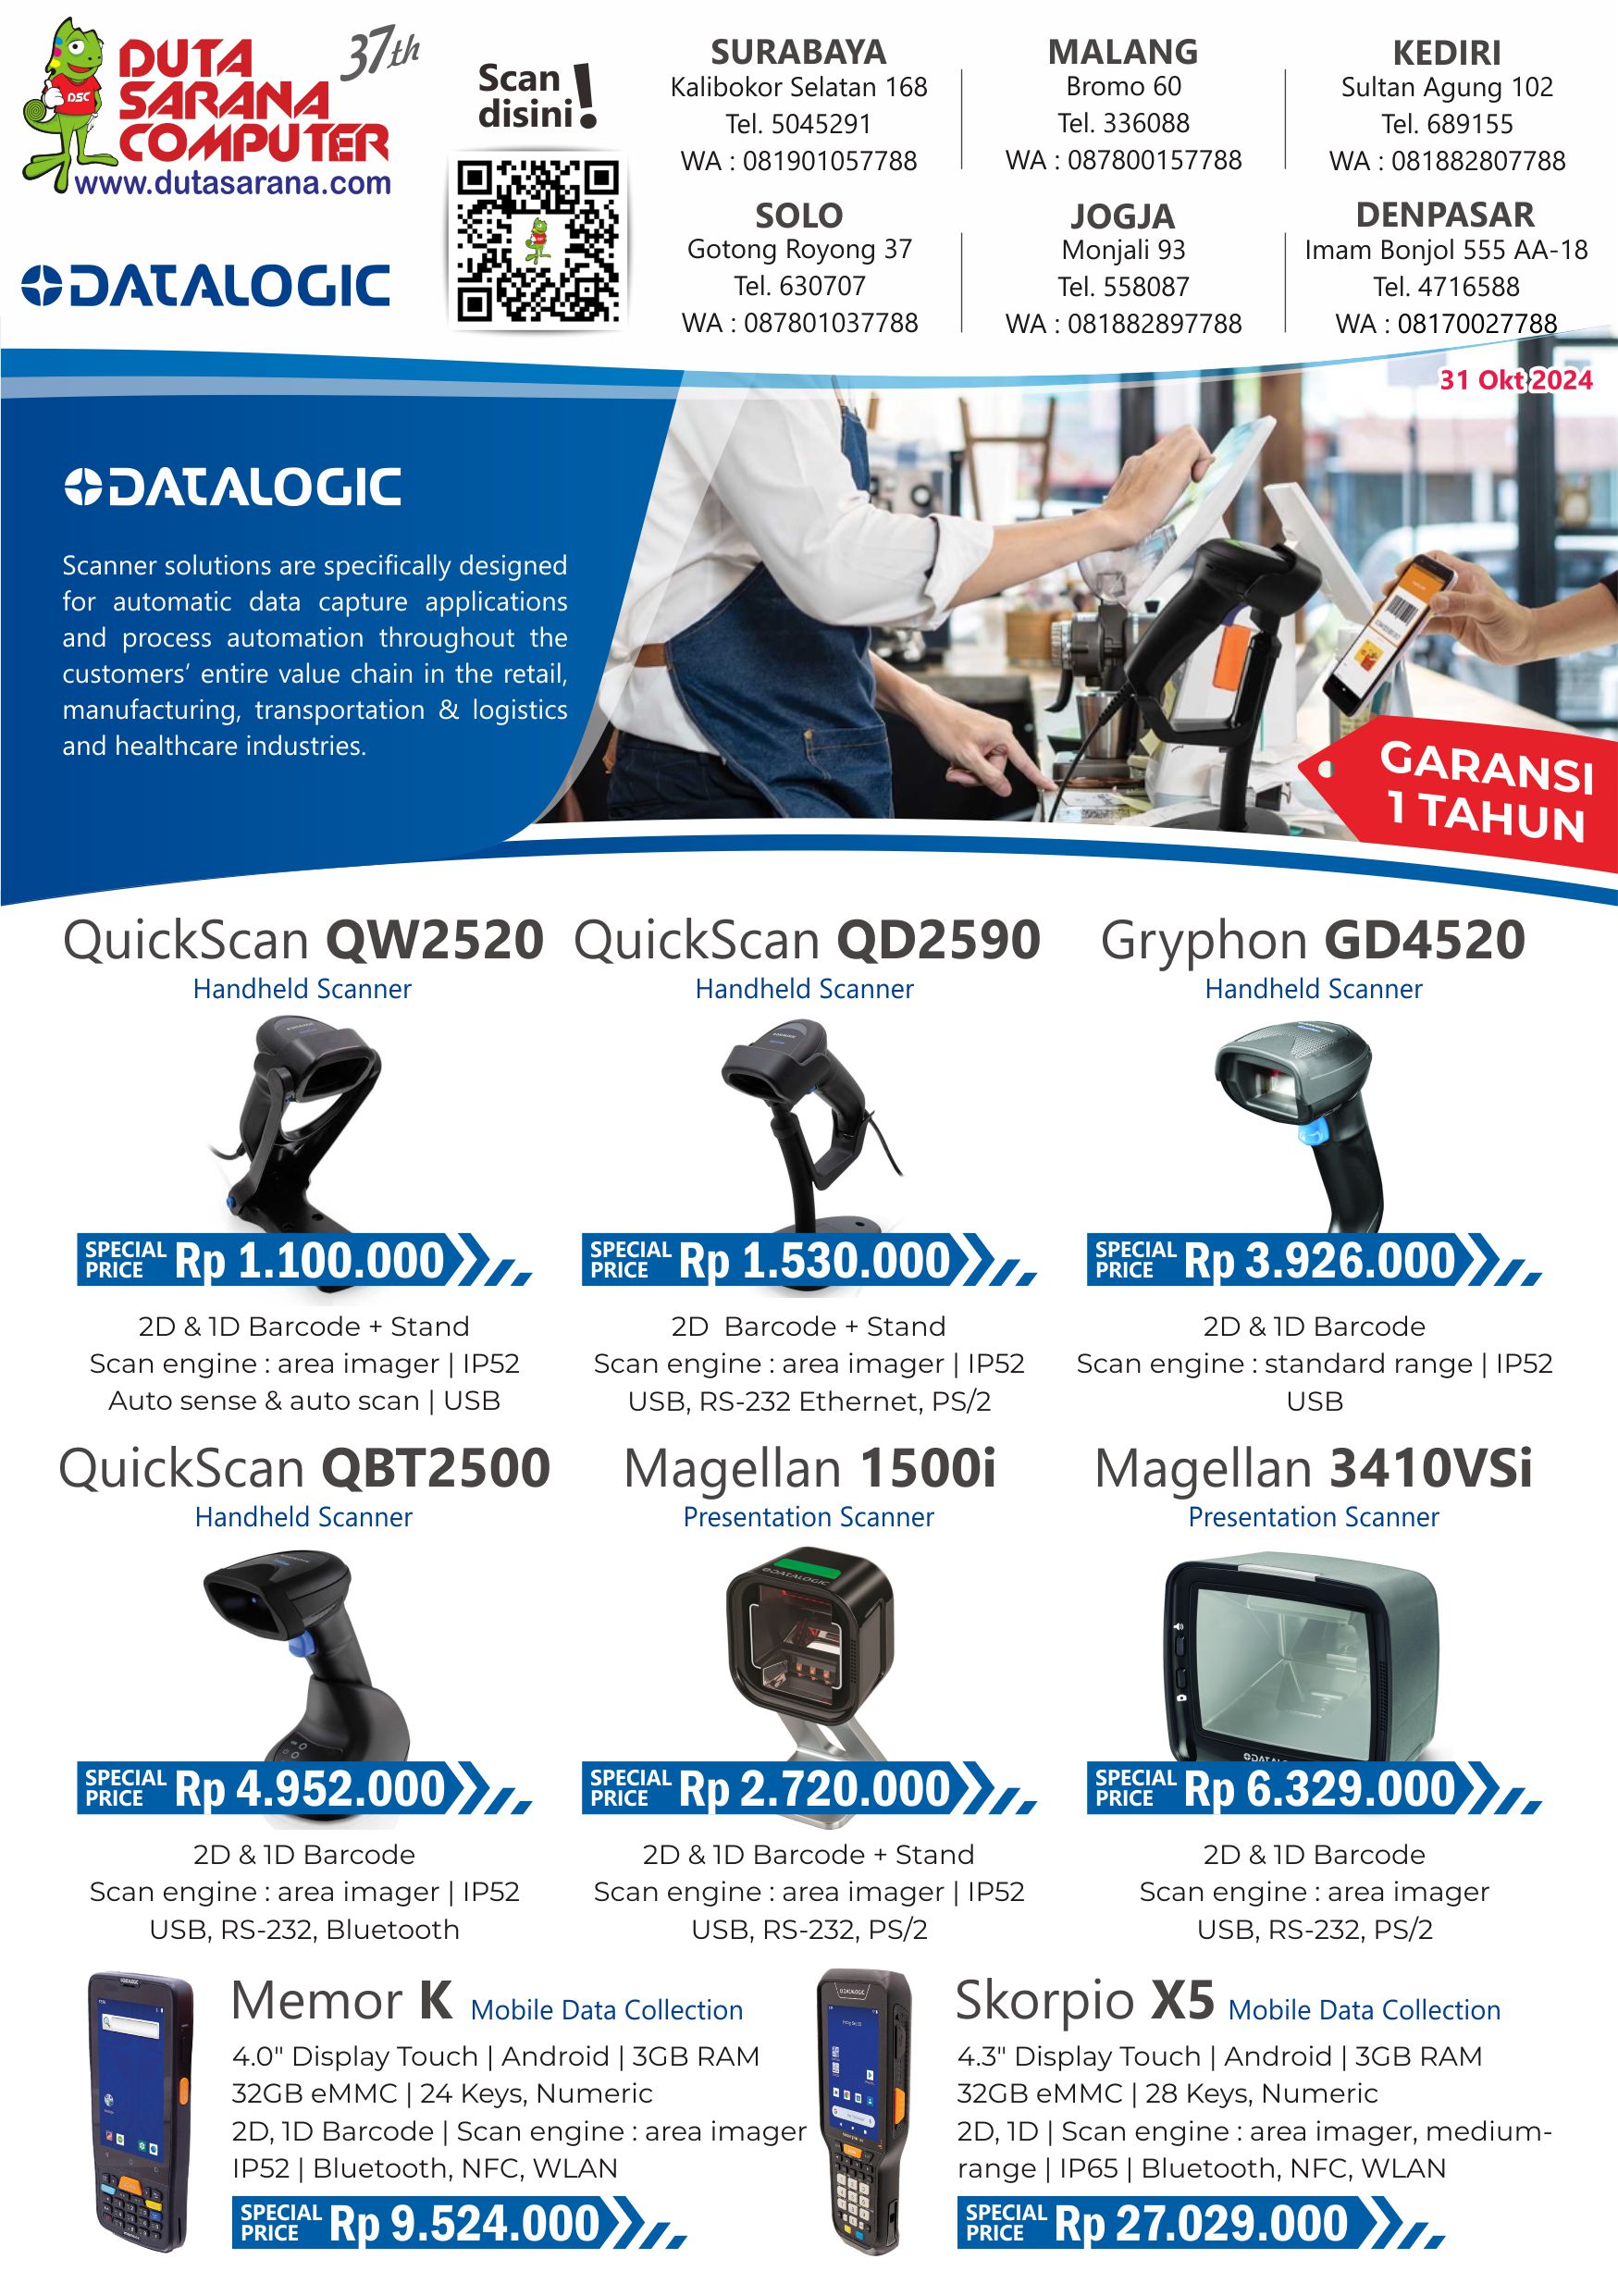 DUTA
SARANA
COMPUTER
37th
DSC
www.dutasarana.com
DATALOGIC
Scan
disini!
SURABAYA
Kalibokor Selatan 168
Tel. 5045291
WA : 081901057788
MALANG
Bromo 60
Tel. 336088
WA : 087800157788
KEDIRI
Sultan Agung 102
Tel. 689155
WA : 081882807788
SOLO
Gotong Royong 37
Tel. 630707
WA : 087801037788
JOGJA
Monjali 93
Tel. 558087
WA : 081882897788
DENPASAR
Imam Bonjol 555 AA-18
Tel. 4716588
WA : 08170027788
31 Okt 2024
DATALOGIC
Scanner solutions are specifically designed
for automatic data capture applications
and process automation throughout the
customers’ entire value chain in the retail,
manufacturing, transportation & logistics
and healthcare industries.
GARANSI
1 TAHUN
QuickScan QW2520
Handheld Scanner
SPECIAL PRICE Rp 1.100.000
2D & 1D Barcode + Stand
Scan engine : area imager | IP52
Auto sense & auto scan | USB
QuickScan QD2590
Handheld Scanner
SPECIAL PRICE Rp 1.530.000
2D Barcode + Stand
Scan engine : area imager | IP52
USB, RS-232 Ethernet, PS/2
Gryphon GD4520
Handheld Scanner
SPECIAL PRICE Rp 3.926.000
2D & 1D Barcode
Scan engine : standard range | IP52
USB
QuickScan QBT2500
Handheld Scanner
SPECIAL PRICE Rp 4.952.000
2D & 1D Barcode
Scan engine : area imager | IP52
USB, RS-232, Bluetooth
Magellan 1500i
Presentation Scanner
DATALOGIC
SPECIAL PRICE Rp 2.720.000
2D & 1D Barcode + Stand
Scan engine : area imager | IP52
USB, RS-232, PS/2
Magellan 3410VSi
Presentation Scanner
SPECIAL PRICE Rp 6.329.000
2D & 1D Barcode
Scan engine : area imager
USB, RS-232, PS/2
Memor K Mobile Data Collection
4.0" Display Touch | Android | 3GB RAM
32GB eMMC | 24 Keys, Numeric
2D, 1D Barcode | Scan engine : area imager
IP52 | Bluetooth, NFC, WLAN
SPECIAL PRICE Rp 9.524.000
Skorpio X5 Mobile Data Collection
4.3" Display Touch | Android | 3GB RAM
32GB eMMC | 28 Keys, Numeric
2D, 1D | Scan engine : area imager, medium-
range | IP65 | Bluetooth, NFC, WLAN
SPECIAL PRICE Rp 27.029.000